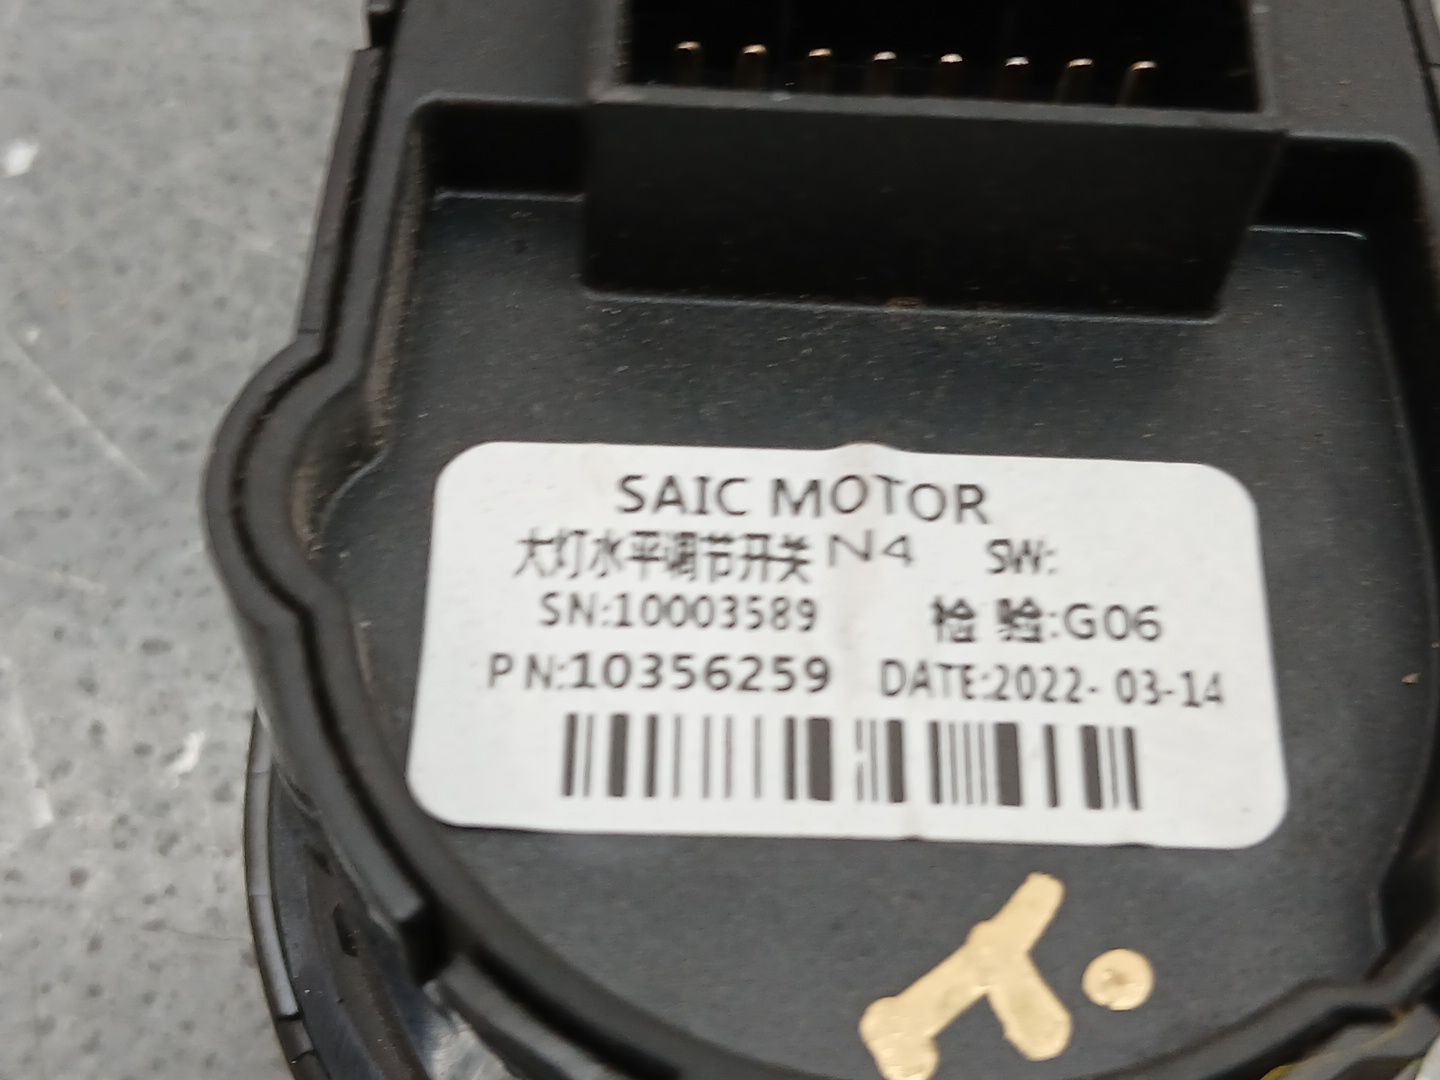 SAIC MOTOR
大灯水平调节开关 N4 SW:
SN:10003589 检 验:G06
PN:10356259 DATE:2022-03-14